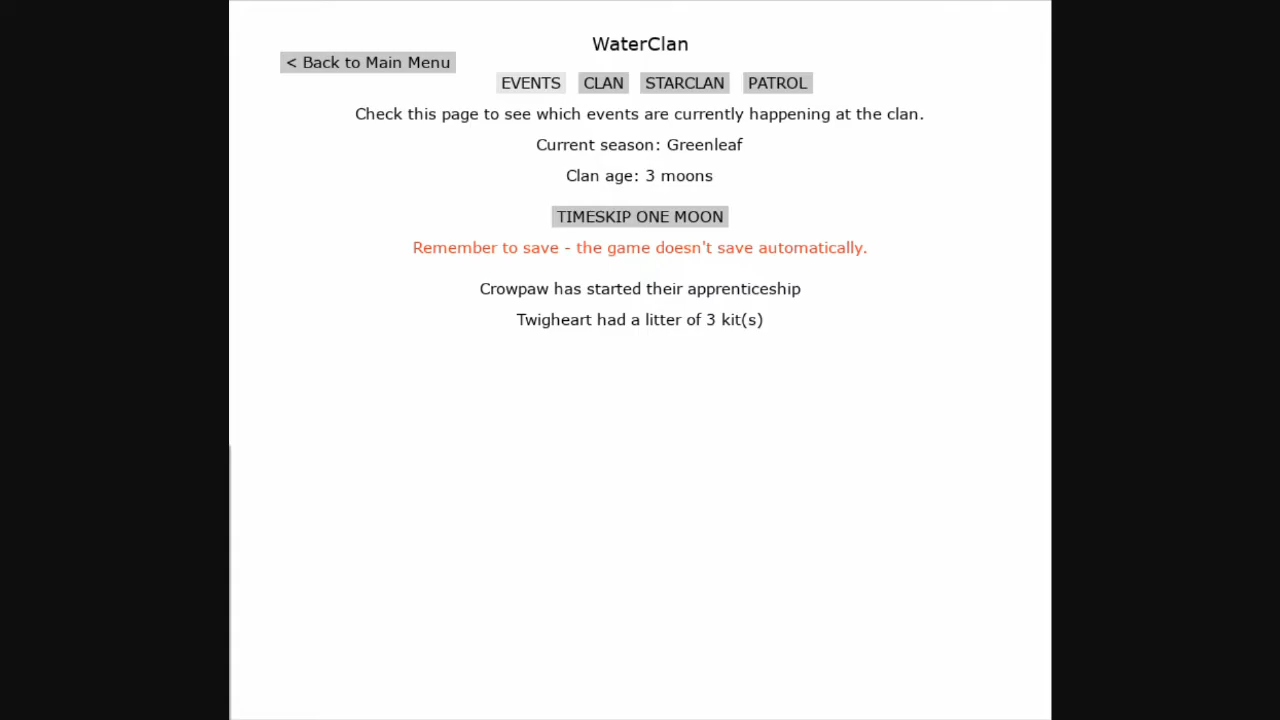 WaterClan
< Back to Main Menu
EVENTS CLAN STARCLAN PATROL
Check this page to see which events are currently happening at the clan.
Current season: Greenleaf
Clan age: 3 moons
TIMESKIP ONE MOON
Remember to save - the game doesn't save automatically.
Crowpaw has started their apprenticeship
Twigheart had a litter of 3 kit(s)